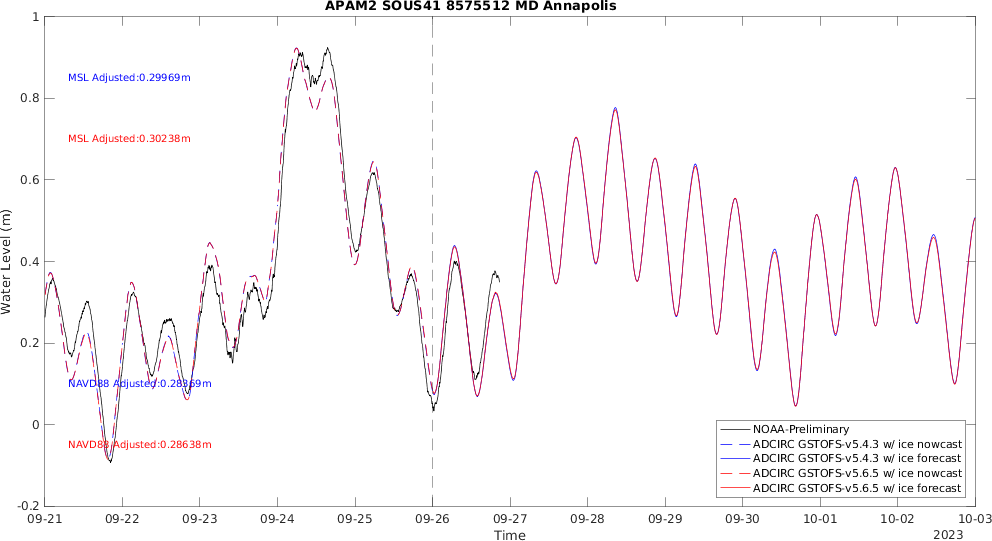 APAM2 SOUS41 8575512 MD Annapolis
1
0.8
0.6
0.4
0.2
0
-0.2
Water Level (m)
MSL Adjusted:0.29969m
MSL Adjusted:0.30238m
NAVD88 Adjusted:0.28369m
NAVD88 Adjusted:0.28638m
NOAA-Preliminary
ADCIRC GSTOFS-v5.4.3 w/ ice nowcast
ADCIRC GSTOFS-v5.4.3 w/ ice forecast
ADCIRC GSTOFS-v5.6.5 w/ ice nowcast
ADCIRC GSTOFS-v5.6.5 w/ ice forecast
09-21 09-22 09-23 09-24 09-25 09-26 09-27 09-28 09-29 09-30 10-01 10-02 10-03
Time
2023